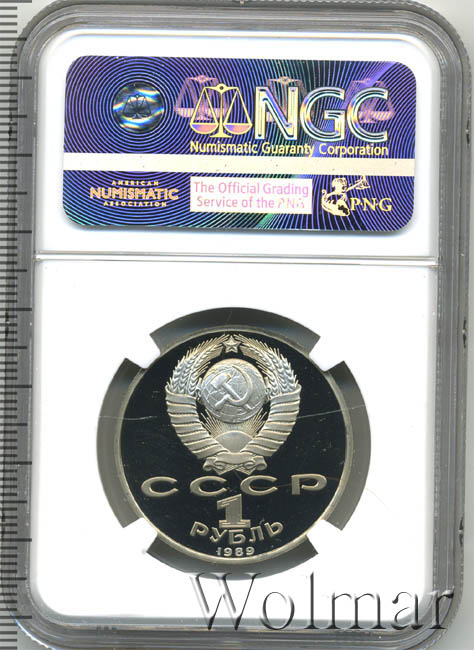 NGC
Numismatic Guaranty Corporation
AMERICAN
NUMISMATIC
ASSOCIATION
The Official Grading
Service of the PNG
PNG
СССР
1
РУБЛЬ
1989
Wolmar